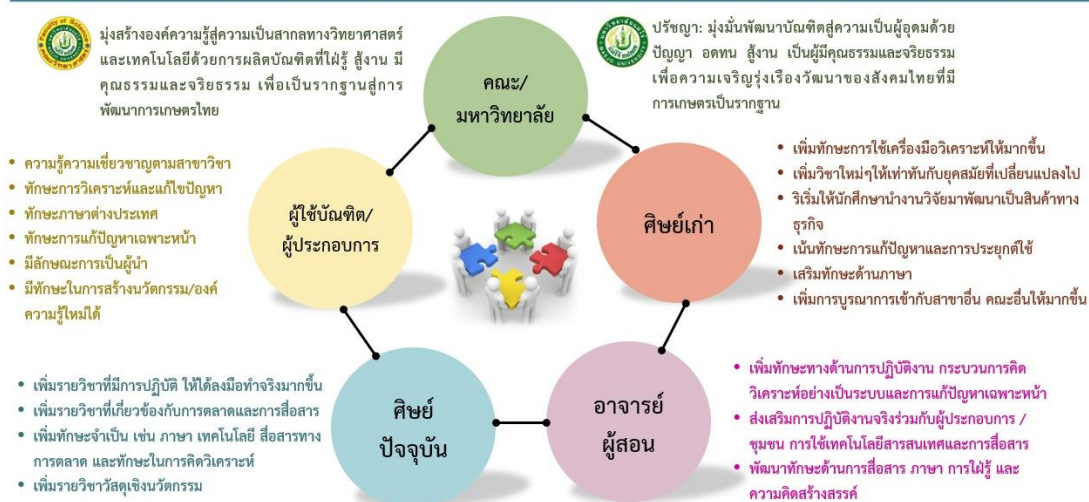 มุ่งสร้างองค์ความรู้สู่ความเป็นสากลทางวิทยาศาสตร์
และเทคโนโลยีด้วยการผลิตบัณฑิตที่ใฝ่รู้ สู้งาน มี
คุณธรรมและจริยธรรม เพื่อเป็นรากฐานสู่การ
พัฒนาการเกษตรไทย
คณะ/
มหาวิทยาลัย
ปรัชญา: มุ่งมั่นพัฒนาบัณฑิตสู่ความเป็นผู้อุดมด้วย
ปัญญา อดทน สู้งาน เป็นผู้มีคุณธรรมและจริยธรรม
เพื่อความเจริญรุ่งเรืองวัฒนาของสังคมไทยที่มี
การเกษตรเป็นรากฐาน
• ความรู้ความเชี่ยวชาญตามสาขาวิชา
• ทักษะการวิเคราะห์และแก้ไขปัญหา
• ทักษะภาษาต่างประเทศ
• ทักษะการแก้ปัญหาเฉพาะหน้า
• มีลักษณะการเป็นผู้นำ
• มีทักษะในการสร้างนวัตกรรม/องค์
ความรู้ใหม่ได้
ผู้ใช้บัณฑิต/
ผู้ประกอบการ
ศิษย์เก่า
• เพิ่มทักษะการใช้เครื่องมือวิเคราะห์ให้มากขึ้น
• เพิ่มวิชาใหม่ๆให้เท่าทันกับยุคสมัยที่เปลี่ยนแปลงไป
• ริเริ่มให้นักศึกษานำงานวิจัยมาพัฒนาเป็นสินค้าทาง
ธุรกิจ
• เน้นทักษะการแก้ปัญหาและการประยุกต์ใช้
• เสริมทักษะด้านภาษา
• เพิ่มการบูรณาการเข้ากับสาขาอื่น คณะอื่นให้มากขึ้น
• เพิ่มรายวิชาที่มีการปฏิบัติ ให้ได้ลงมือทำจริงมากขึ้น
• เพิ่มรายวิชาที่เกี่ยวข้องกับการตลาดและการสื่อสาร
• เพิ่มทักษะจำเป็น เช่น ภาษา เทคโนโลยี สื่อสารทาง
การตลาด และทักษะในการคิดวิเคราะห์
• เพิ่มรายวิชาวัสดุเชิงนวัตกรรม
ศิษย์
ปัจจุบัน
อาจารย์
ผู้สอน
• เพิ่มทักษะทางด้านการปฏิบัติงาน กระบวนการคิด
วิเคราะห์อย่างเป็นระบบและการแก้ปัญหาเฉพาะหน้า
• ส่งเสริมการปฏิบัติงานจริงร่วมกับผู้ประกอบการ /
ชุมชน การใช้เทคโนโลยีสารสนเทศและการสื่อสาร
• พัฒนาทักษะด้านการสื่อสาร ภาษา การใฝ่รู้ และ
ความคิดสร้างสรรค์